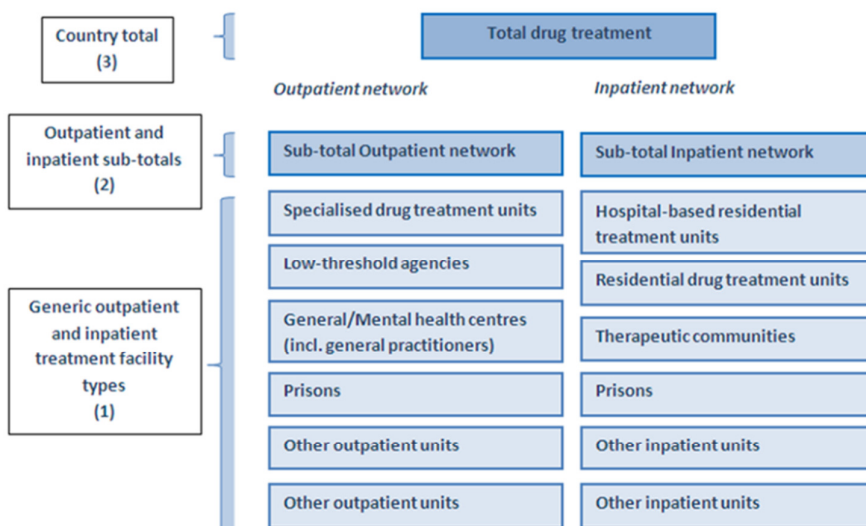 Country total
(3)
Total drug treatment
Outpatient network
Inpatient network
Outpatient and
inpatient sub-totals
(2)
Sub-total Outpatient network
Sub-total Inpatient network
Generic outpatient
and inpatient
treatment facility
types
(1)
Specialised drug treatment units
Low-threshold agencies
General/Mental health centres
(incl. general practitioners)
Prisons
Other outpatient units
Other outpatient units
Hospital-based residential
treatment units
Residential drug treatment units
Therapeutic communities
Prisons
Other inpatient units
Other inpatient units